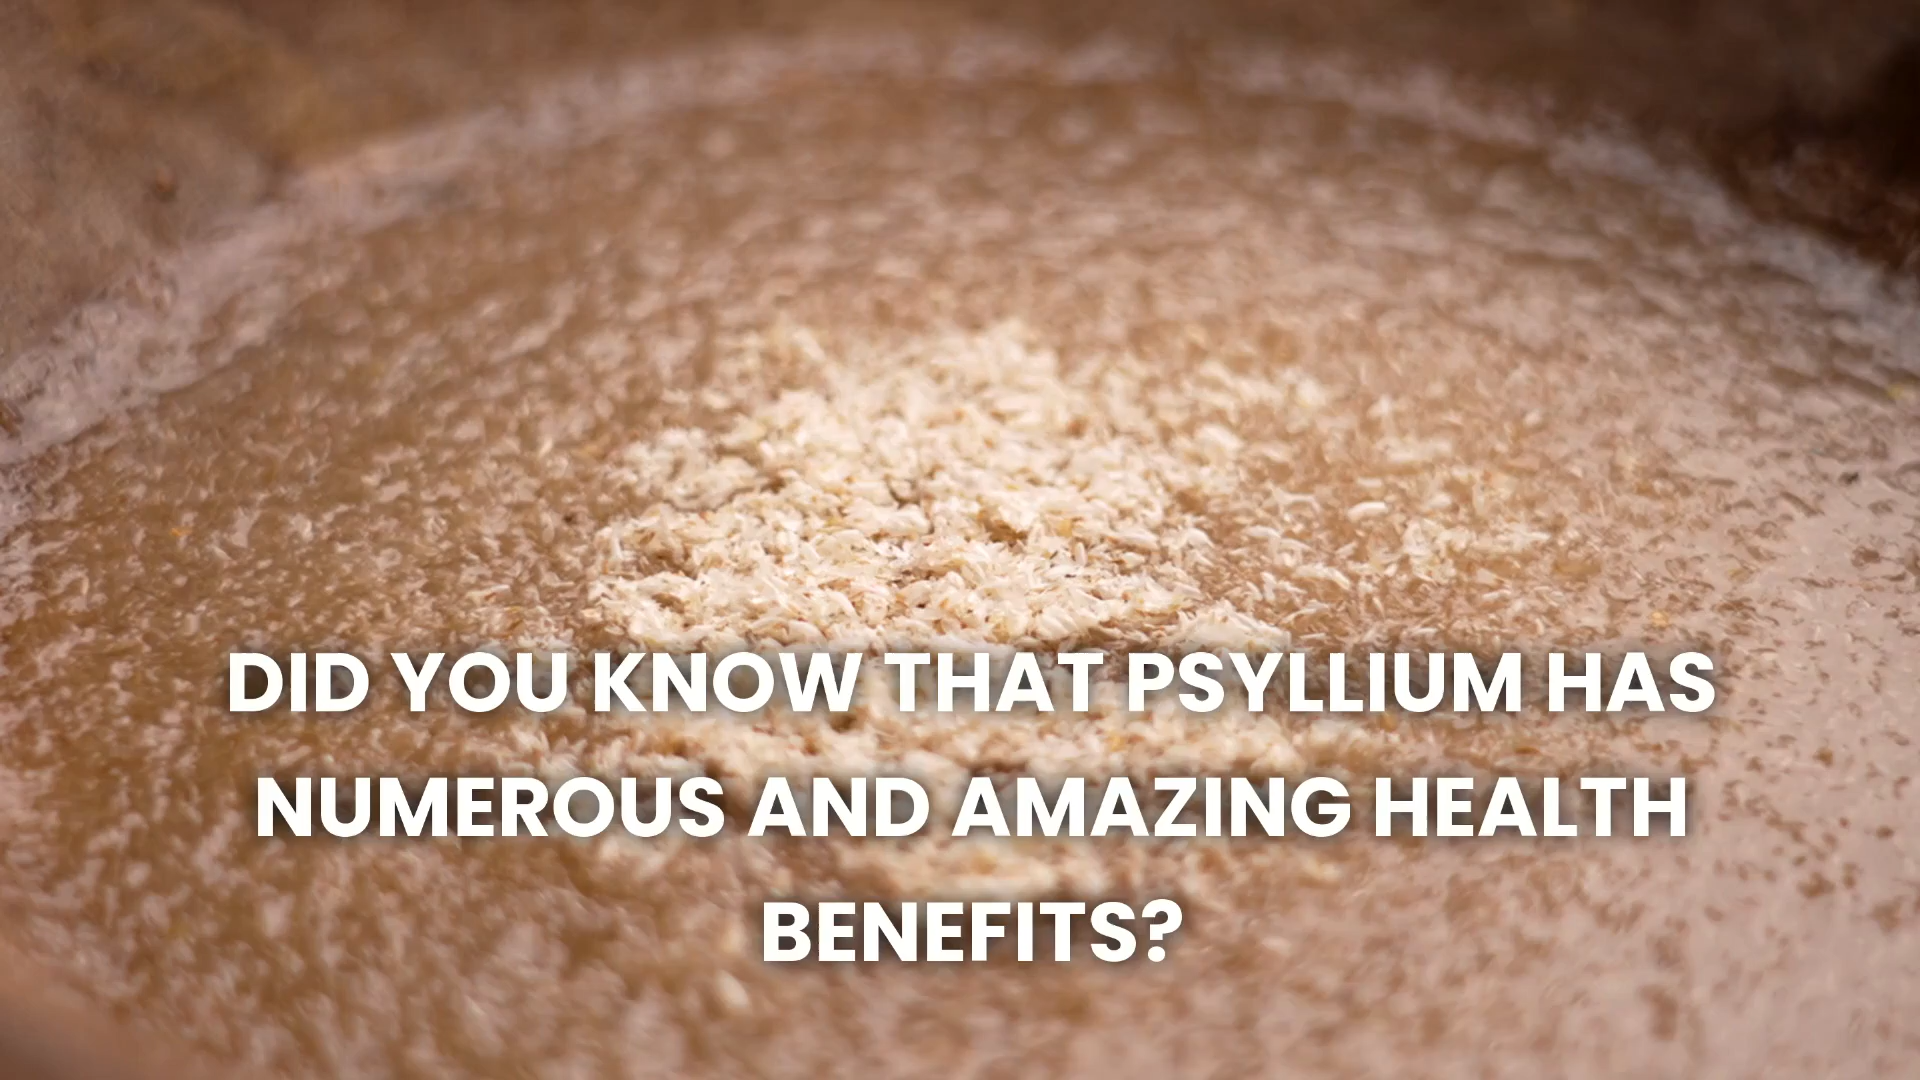 DID YOU KNOW THAT PSYLLIUM HAS
NUMEROUS AND AMAZING HEALTH
BENEFITS?